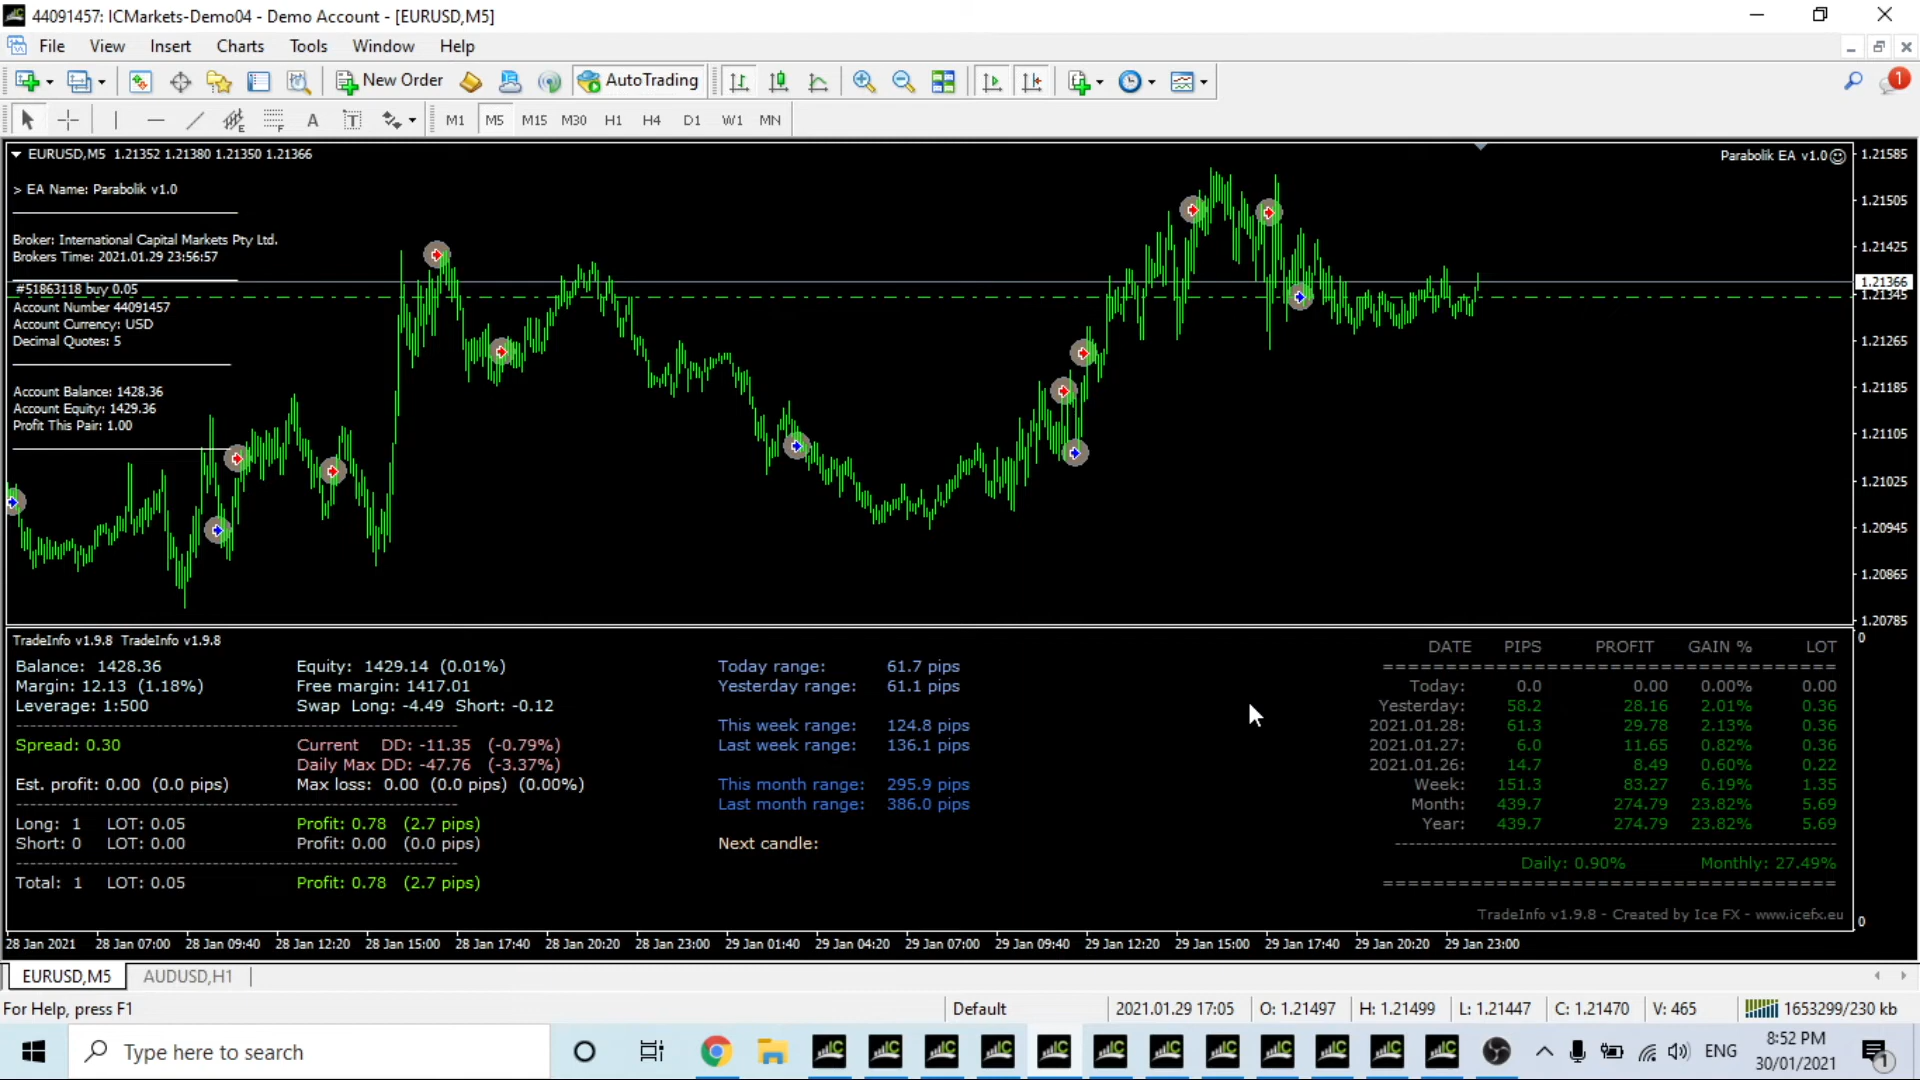 44091457: ICMarkets-Demo04 - Demo Account - [EURUSD,M5]
File View Insert Charts Tools Window Help
New Order AutoTrading 1
E F A T M1 M5 M15 M30 H1 H4 D1 W1 MN
EURUSD,M5 1.21352 1.21380 1.21350 1.21366
Parabolik EA v1.0
> EA Name: Parabolik v1.0
Broker: International Capital Markets Pty Ltd.
Brokers Time: 2021.01.29 23:56:57
#51863118 buy 0.05
Account Number 44091457
Account Currency: USD
Decimal Quotes: 5
Account Balance: 1428.36
Account Equity: 1429.36
Profit This Pair: 1.00
1.21585
1.21505
1.21425
1.21366
1.21345
1.21265
1.21185
1.21105
1.21025
1.20945
1.20865
1.20785
TradeInfo v1.9.8 TradeInfo v1.9.8
0
Balance: 1428.36 Equity: 1429.14 (0.01%)
Margin: 12.13 (1.18%) Free margin: 1417.01
Leverage: 1:500 Swap Long: -4.49 Short: -0.12
Spread: 0.30 Current DD: -11.35 (-0.79%)
Daily Max DD: -47.76 (-3.37%)
Est. profit: 0.00 (0.0 pips) Max loss: 0.00 (0.0 pips) (0.00%)
Long: 1 LOT: 0.05 Profit: 0.78 (2.7 pips)
Short: 0 LOT: 0.00 Profit: 0.00 (0.0 pips)
Total: 1 LOT: 0.05 Profit: 0.78 (2.7 pips)
Today range: 61.7 pips
Yesterday range: 61.1 pips
This week range: 124.8 pips
Last week range: 136.1 pips
This month range: 295.9 pips
Last month range: 386.0 pips
Next candle:
DATE PIPS PROFIT GAIN % LOT
Today: 0.0 0.00 0.00% 0.00
Yesterday: 58.2 28.16 2.01% 0.36
2021.01.28: 61.3 29.78 2.13% 0.36
2021.01.27: 6.0 11.65 0.82% 0.36
2021.01.26: 14.7 8.49 0.60% 0.22
Week: 151.3 83.27 6.19% 1.35
Month: 439.7 274.79 23.82% 5.69
Year: 439.7 274.79 23.82% 5.69
Daily: 0.90% Monthly: 27.49%
TradeInfo v1.9.8 - Created by Ice FX - www.icefx.eu
0
28 Jan 2021 28 Jan 07:00 28 Jan 09:40 28 Jan 12:20 28 Jan 15:00 28 Jan 17:40 28 Jan 20:20 28 Jan 23:00 29 Jan 01:40 29 Jan 04:20 29 Jan 07:00 29 Jan 09:40 29 Jan 12:20 29 Jan 15:00 29 Jan 17:40 29 Jan 20:20 29 Jan 23:00
EURUSD,M5 AUDUSD,H1
For Help, press F1 Default 2021.01.29 17:05 O: 1.21497 H: 1.21499 L: 1.21447 C: 1.21470 V: 465 1653299/230 kb
Type here to search ENG 8:52 PM
30/01/2021 1